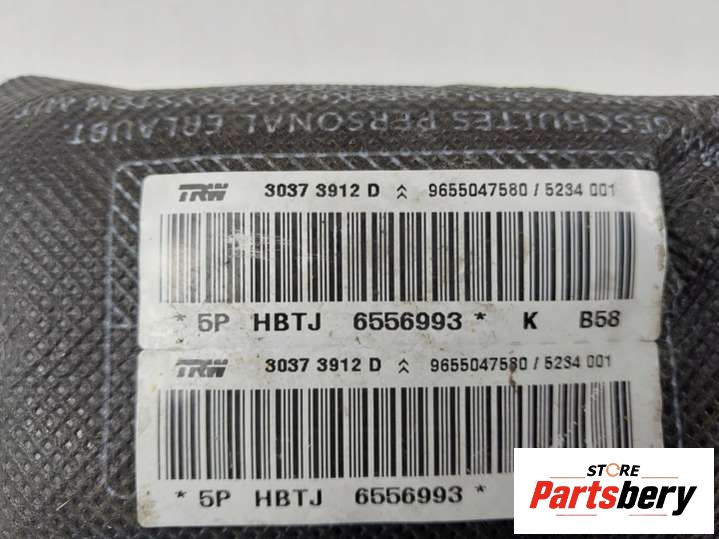 GESCHULTES PERSONAL ERLAUBT.
TRW 3037 3912 D 9655047580 / 5234 001
* 5P HBTJ 6556993 * K B58
TRW 3037 3912 D 9655047580 / 5234 001
* 5P HBTJ 6556993 *
STORE
Partsbery